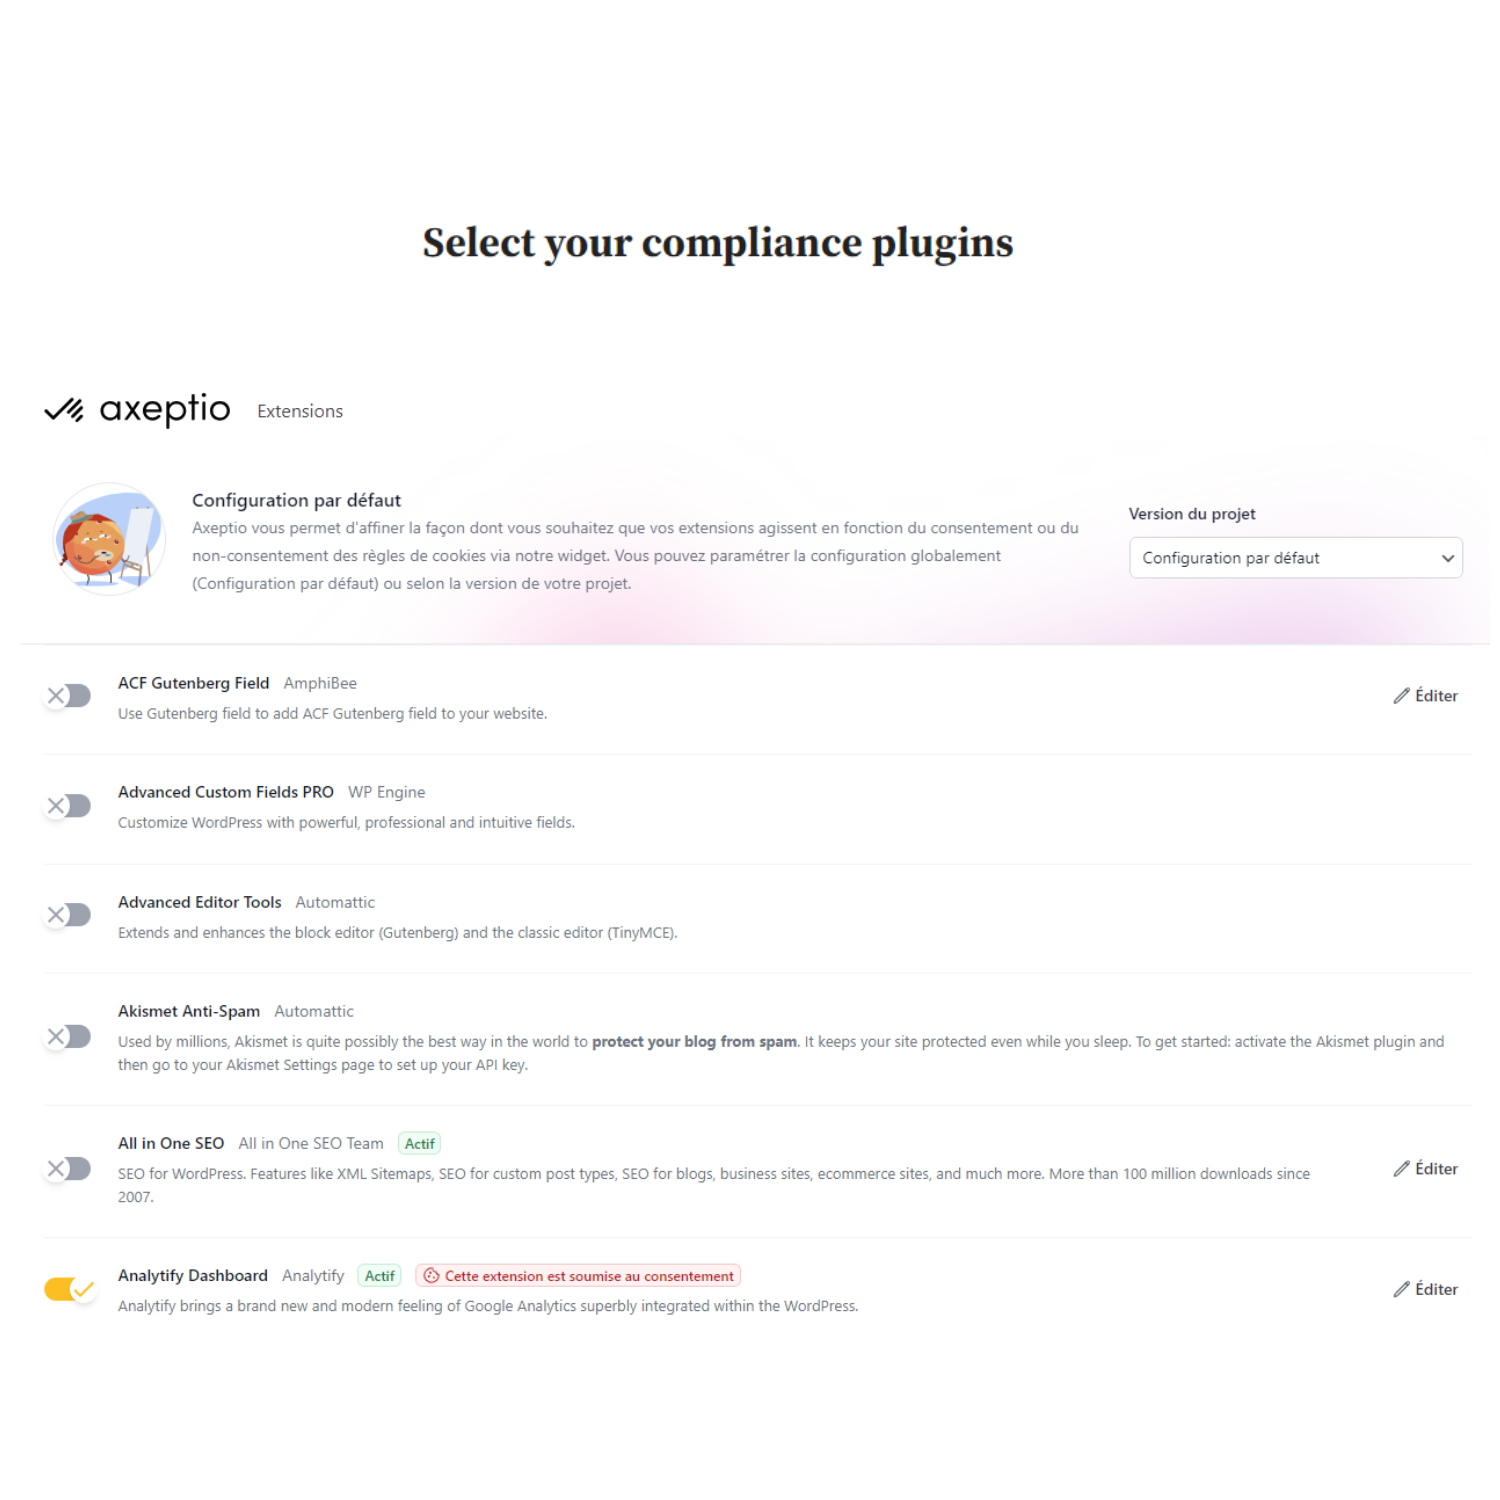 Select your compliance plugins
axeptio Extensions
Configuration par défaut
Axeptio vous permet d'affiner la façon dont vous souhaitez que vos extensions agissent en fonction du consentement ou du
non-consentement des règles de cookies via notre widget. Vous pouvez paramétrer la configuration globalement
(Configuration par défaut) ou selon la version de votre projet.
Version du projet
Configuration par défaut
ACF Gutenberg Field AmphiBee
Use Gutenberg field to add ACF Gutenberg field to your website.
Éditer
Advanced Custom Fields PRO WP Engine
Customize WordPress with powerful, professional and intuitive fields.
Advanced Editor Tools Automattic
Extends and enhances the block editor (Gutenberg) and the classic editor (TinyMCE).
Akismet Anti-Spam Automattic
Used by millions, Akismet is quite possibly the best way in the world to protect your blog from spam. It keeps your site protected even while you sleep. To get started: activate the Akismet plugin and
then go to your Akismet Settings page to set up your API key.
All in One SEO All in One SEO Team Actif
SEO for WordPress. Features like XML Sitemaps, SEO for custom post types, SEO for blogs, business sites, ecommerce sites, and much more. More than 100 million downloads since
2007.
Éditer
Analytify Dashboard Analytify Actif Cette extension est soumise au consentement
Analytify brings a brand new and modern feeling of Google Analytics superbly integrated within the WordPress.
Éditer